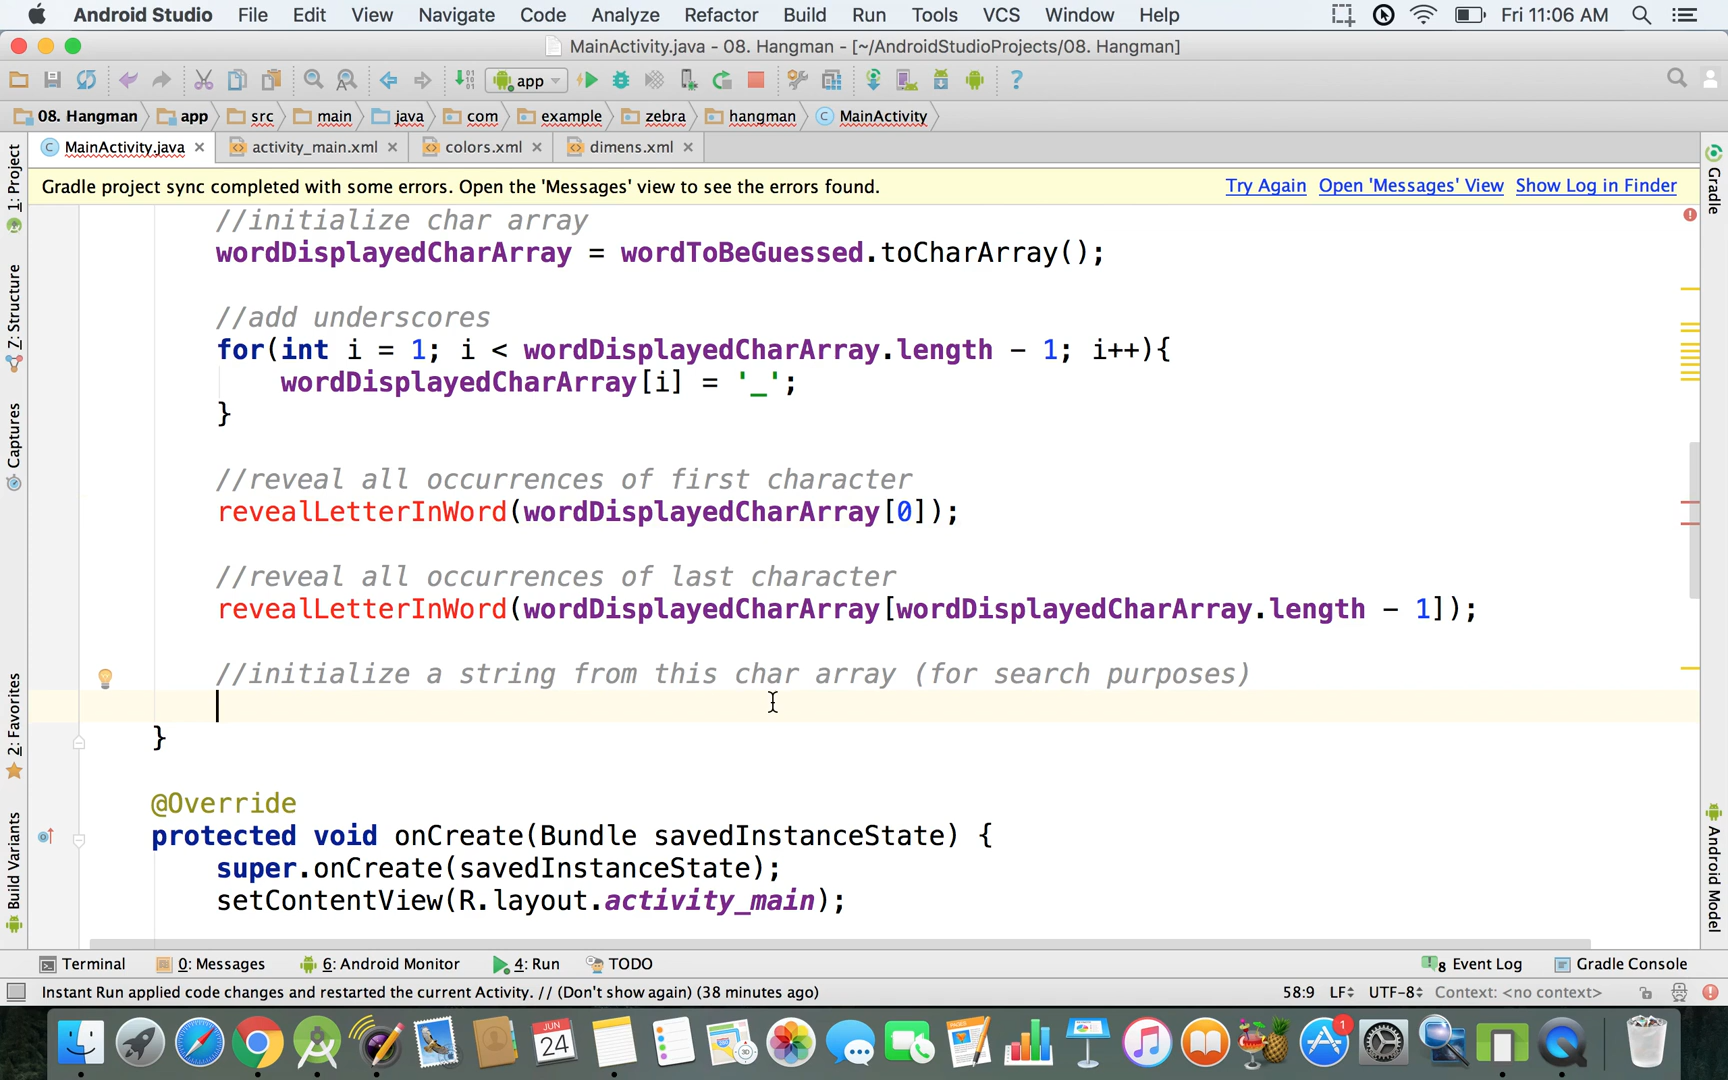 Android Studio File Edit View Navigate Code Analyze Refactor Build Run Tools VCS Window Help Fri 11:06 AM
MainActivity.java - 08. Hangman - [~/AndroidStudioProjects/08. Hangman]
app
08. Hangman app src main java com example zebra hangman MainActivity
MainActivity.java activity_main.xml colors.xml dimens.xml
Gradle project sync completed with some errors. Open the 'Messages' view to see the errors found. Try Again Open 'Messages' View Show Log in Finder
1: Project
Z: Structure
Captures
2: Favorites
Build Variants
Gradle
Android Model
//initialize char array
wordDisplayedCharArray = wordToBeGuessed.toCharArray();
//add underscores
for(int i = 1; i < wordDisplayedCharArray.length - 1; i++){
wordDisplayedCharArray[i] = '_';
}
//reveal all occurrences of first character
revealLetterInWord(wordDisplayedCharArray[0]);
//reveal all occurrences of last character
revealLetterInWord(wordDisplayedCharArray[wordDisplayedCharArray.length - 1]);
//initialize a string from this char array (for search purposes)
}
@Override
protected void onCreate(Bundle savedInstanceState) {
super.onCreate(savedInstanceState);
setContentView(R.layout.activity_main);
Terminal 0: Messages 6: Android Monitor 4: Run TODO 8 Event Log Gradle Console
Instant Run applied code changes and restarted the current Activity. // (Don't show again) (38 minutes ago) 58:9 LF UTF-8 Context: <no context>
JUN
24
1